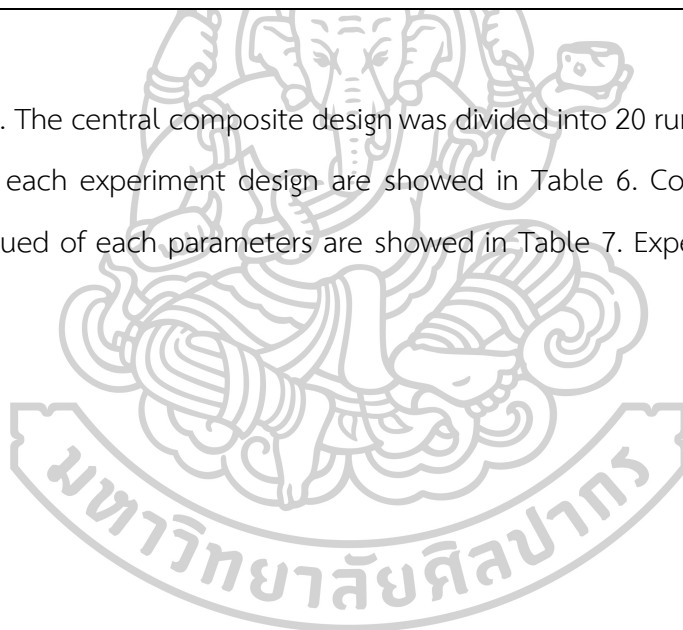 . The central composite design was divided into 20 ru
each experiment design are showed in Table 6. Co
ued of each parameters are showed in Table 7. Expe
มหาวิทยาลัยศิลปากร